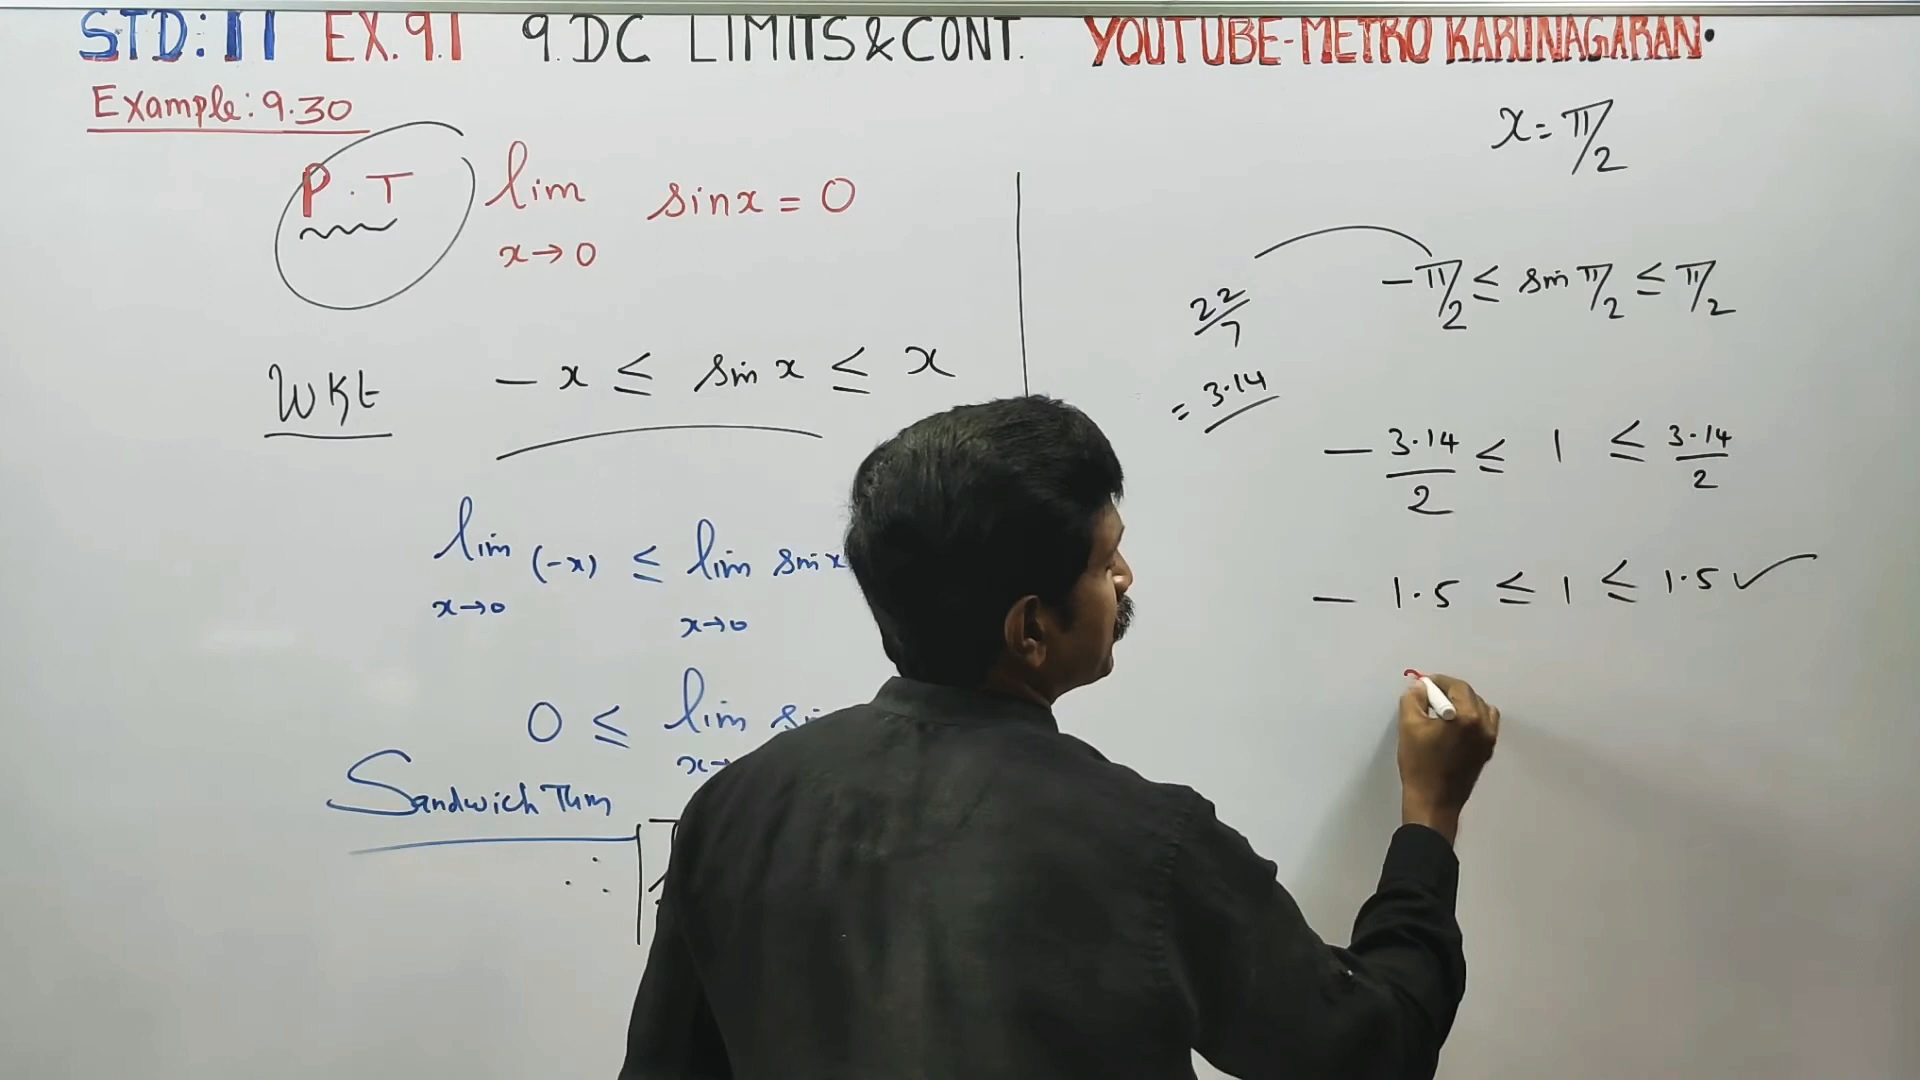 STD: 11 EX.9.1 9.DC LIMITS & CONT. YOUTUBE-METRO KARUNAGARAN.
Example: 9.30
P.T lim sinx = 0
x→0
WKt - x ≤ sin x ≤ x
lim (-x) ≤ lim sin x
x→0 x→0
0 ≤ lim
x→
Sandwich Thm
∴
x = π/2
- π/2 ≤ sin π/2 ≤ π/2
22/7
= 3.14
- 3.14/2 ≤ 1 ≤ 3.14/2
- 1.5 ≤ 1 ≤ 1.5 ✓